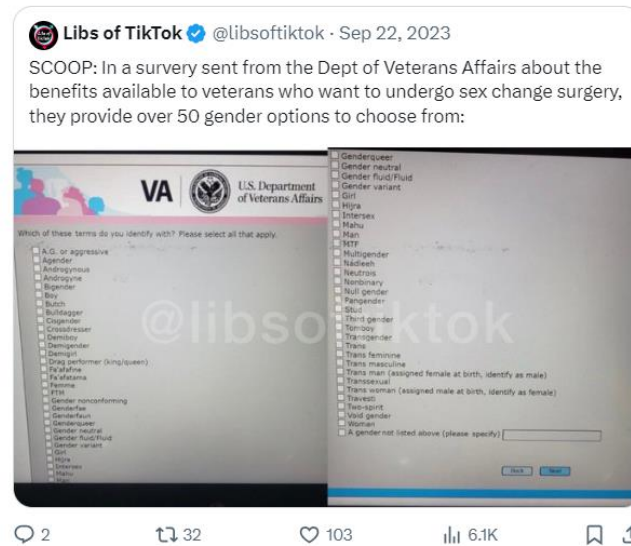 Libs of TikTok @libsoftiktok · Sep 22, 2023
SCOOP: In a survery sent from the Dept of Veterans Affairs about the
benefits available to veterans who want to undergo sex change surgery,
they provide over 50 gender options to choose from:
VA
U.S. Department
of Veterans Affairs
Which of these terms do you identify with? Please select all that apply.
A.G. or aggressive
Agender
Androgynous
Androgyne
Bigender
Boy
Butch
Bulldagger
Cisgender
Crossdresser
Demiboy
Demigender
Demigirl
Drag performer (king/queen)
Fa'afafine
Fa'afatama
Femme
FTM
Gender nonconforming
Genderfae
Genderfaun
Genderqueer
Gender neutral
Gender fluid/Fluid
Gender variant
Girl
Hijra
Intersex
Mahu
Man
Genderqueer
Gender neutral
Gender fluid/Fluid
Gender variant
Girl
Hijra
Intersex
Mahu
Man
MTF
Multigender
Nadleeh
Neutrois
Nonbinary
Null gender
Pangender
Stud
Third gender
Tomboy
Transgender
Trans
Trans feminine
Trans masculine
Trans man (assigned female at birth, identify as male)
Transsexual
Trans woman (assigned male at birth, identify as female)
Travesti
Two-spirit
Void gender
Woman
A gender not listed above (please specify)
Back
Next
@libsoftiktok
2
32
103
6.1K